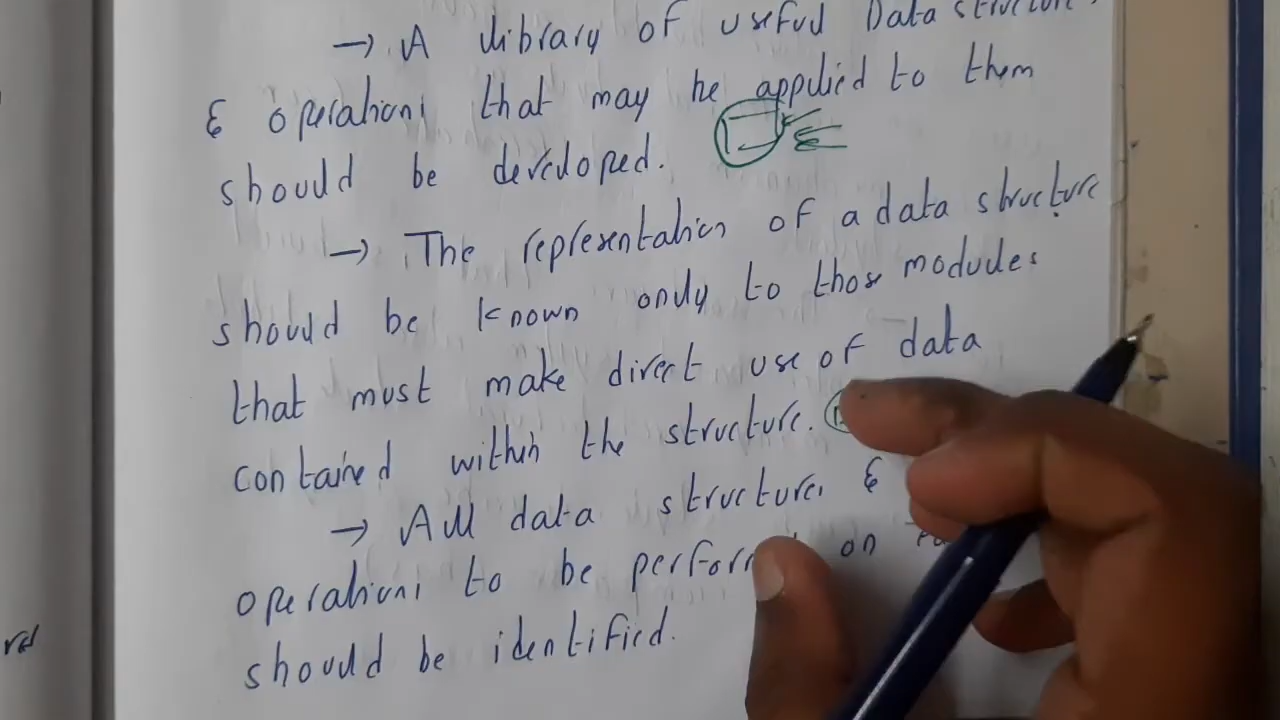 → A library of useful Data structure
& operations that may be applied to them
should be developed.
→ The representation of a data structure
should be known only to those modules
that must make direct use of data
contained within the structure.
→ All data structures &
operations to be perform on
should be identified.